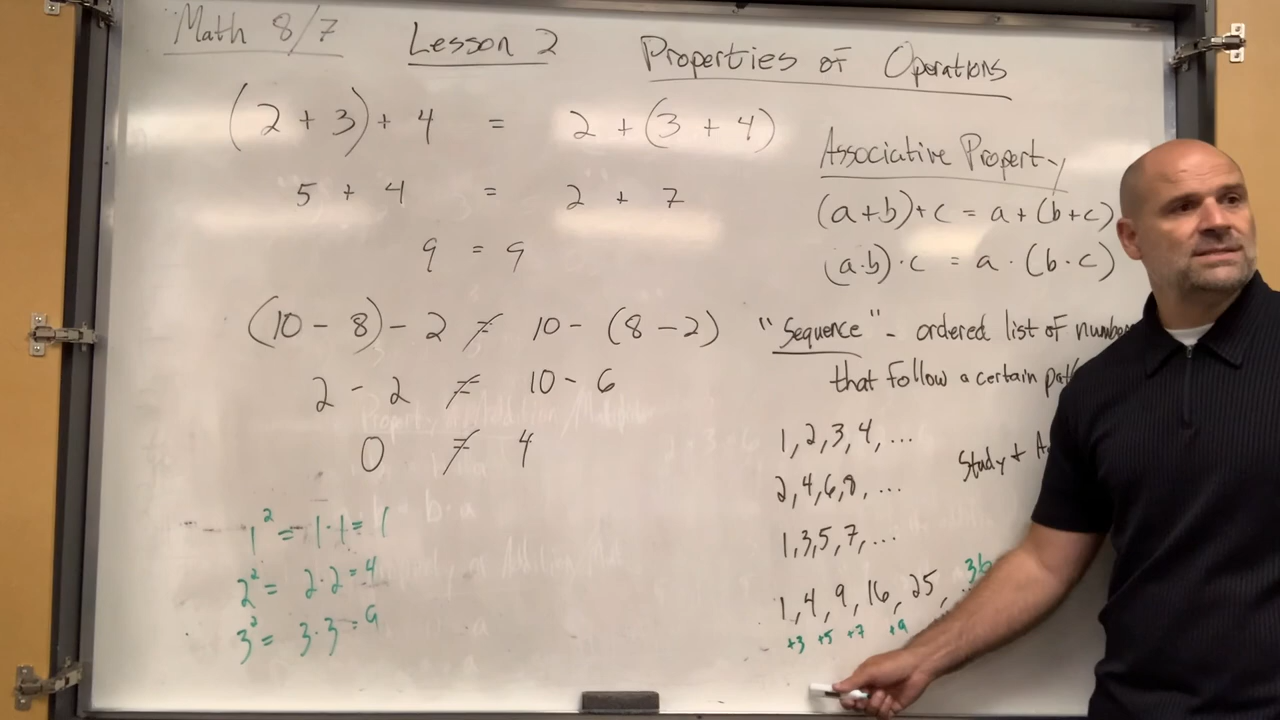 Math 8/7 Lesson 2 Properties of Operations
(2 + 3) + 4 = 2 + (3 + 4)
5 + 4 = 2 + 7
9 = 9
(10 - 8) - 2 ≠ 10 - (8 - 2)
2 - 2 ≠ 10 - 6
0 ≠ 4
1² = 1·1 = 1
2² = 2·2 = 4
3² = 3·3 = 9
Associative Property
(a+b)+c = a+(b+c)
(a·b)·c = a·(b·c)
"Sequence" - ordered list of numbers
that follow a certain
1, 2, 3, 4, ...
Study +
2, 4, 6, 8, ...
1, 3, 5, 7, ...
1, 4, 9, 16, 25, 36
+3 +5 +7 +9